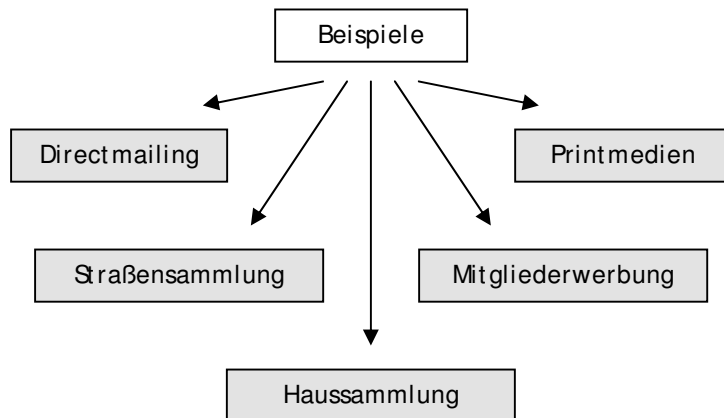 Beispiele
Directmailing
Printmedien
Straßensammlung
Mitgliederwerbung
Haussammlung